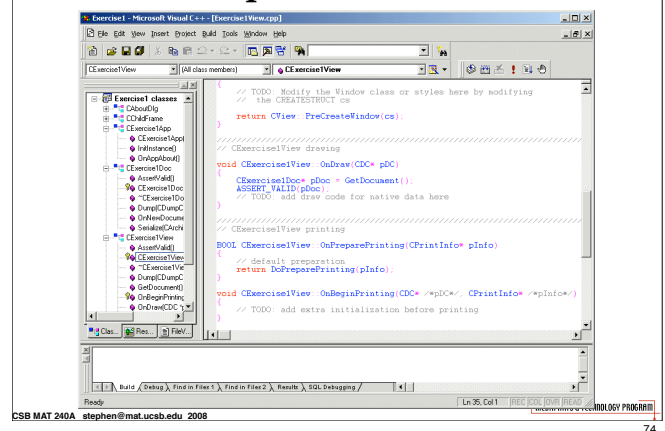 Exercise1 - Microsoft Visual C++ - [Exercise1View.cpp]
File Edit View Insert Project Build Tools Window Help
CExercise1View
(All class members)
CExercise1View
Exercise1 classes
CAboutDlg
CChildFrame
CExercise1App
CExercise1App(
InitInstance()
OnAppAbout()
CExercise1Doc
AssertValid()
CExercise1Doc
~CExercise1Do
Dump(CDumpC
OnNewDocume
Serialize(CArchi
CExercise1View
AssertValid()
CExercise1View
~CExercise1Vie
Dump(CDumpC
GetDocument()
OnBeginPrinting
OnDraw(CDC *
Clas...
Res...
FileV...
{
// TODO: Modify the Window class or styles here by modifying
//  the CREATESTRUCT cs
return CView::PreCreateWindow(cs);
}
// CExercise1View drawing
void CExercise1View::OnDraw(CDC* pDC)
{
CExercise1Doc* pDoc = GetDocument();
ASSERT_VALID(pDoc);
// TODO: add draw code for native data here
}
// CExercise1View printing
BOOL CExercise1View::OnPreparePrinting(CPrintInfo* pInfo)
{
// default preparation
return DoPreparePrinting(pInfo);
}
void CExercise1View::OnBeginPrinting(CDC* /*pDC*/, CPrintInfo* /*pInfo*/)
{
// TODO: add extra initialization before printing
}
Build
Debug
Find in Files 1
Find in Files 2
Results
SQL Debugging
Ready
Ln 35, Col 1
REC COL OVR READ
CSB MAT 240A stephen@mat.ucsb.edu 2008
PROGRAM
74